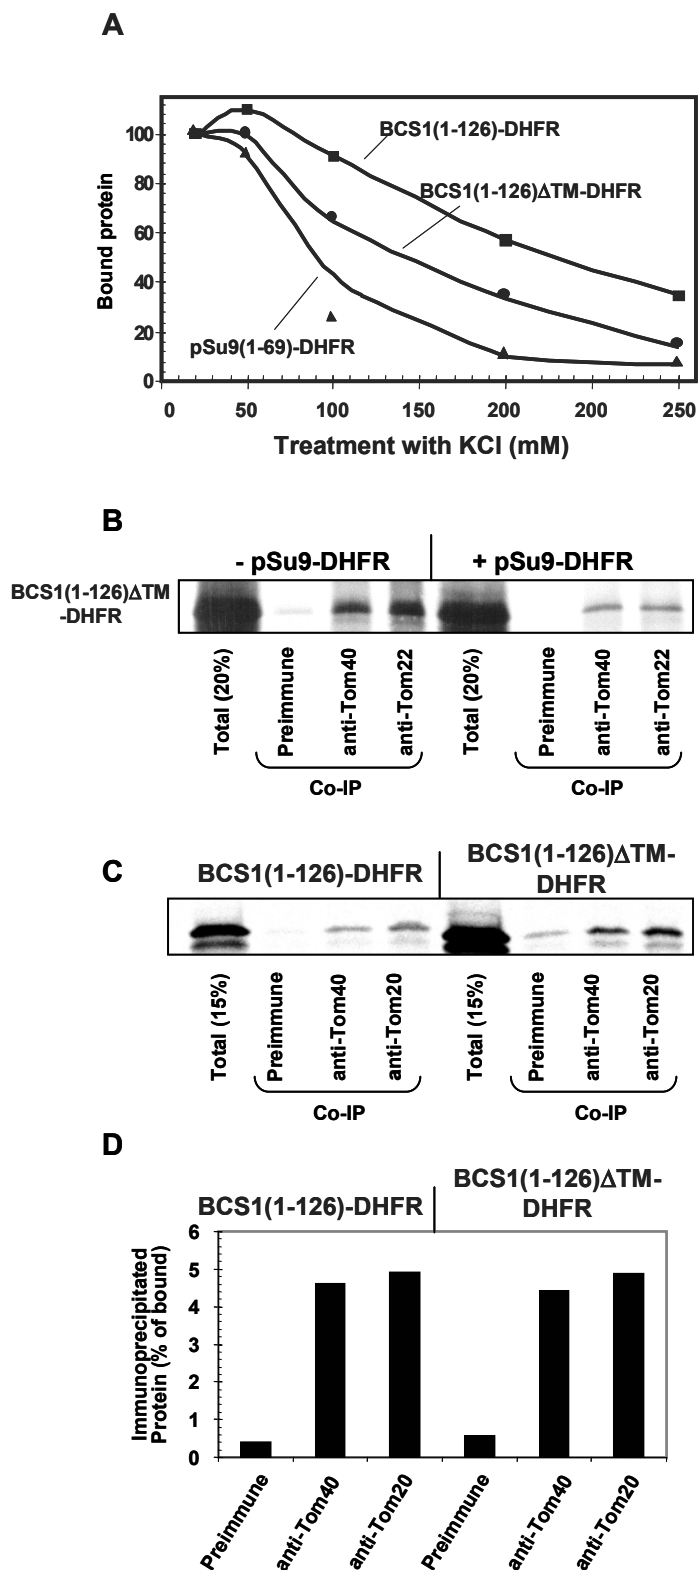 A
100
80
60
40
20
0
Bound protein
BCS1(1-126)-DHFR
BCS1(1-126)ΔTM-DHFR
pSu9(1-69)-DHFR
0 50 100 150 200 200 250
Treatment with KCl (mM)
B
- pSu9-DHFR + pSu9-DHFR
BCS1(1-126)ΔTM
-DHFR
Total (20%)
Preimmune
anti-Tom40
anti-Tom22
Total (20%)
Preimmune
anti-Tom40
anti-Tom22
Co-IP Co-IP
C
BCS1(1-126)-DHFR
BCS1(1-126)ΔTM-
DHFR
Total (15%)
Preimmune
anti-Tom40
anti-Tom20
Total (15%)
Preimmune
anti-Tom40
anti-Tom20
Co-IP Co-IP
D
BCS1(1-126)-DHFR
BCS1(1-126)ΔTM-
DHFR
6
5
4
3
2
1
0
Immunoprecipitated
Protein (% of bound)
Preimmune
anti-Tom40
anti-Tom20
Preimmune
anti-Tom40
anti-Tom20